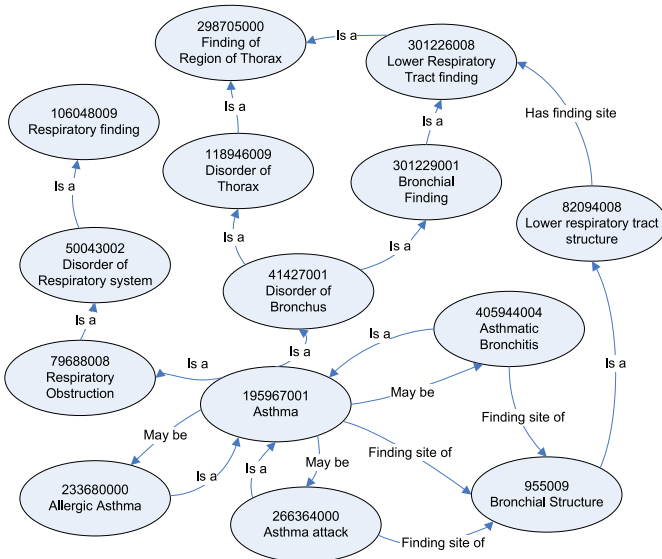 298705000
Finding of
Region of Thorax
Is a
301226008
Lower Respiratory
Tract finding
106048009
Respiratory finding
Is a
Is a
Has finding site
118946009
Disorder of
Thorax
301229001
Bronchial
Finding
Is a
82094008
Lower respiratory tract
structure
50043002
Disorder of
Respiratory system
Is a
Is a
41427001
Disorder of
Bronchus
405944004
Asthmatic
Bronchitis
Is a
Is a
79688008
Respiratory
Obstruction
Is a
Is a
Is a
195967001
Asthma
May be
May be
Finding site of
Finding site of
May be
Is a
Is a
233680000
Allergic Asthma
266364000
Asthma attack
Finding site of
955009
Bronchial Structure